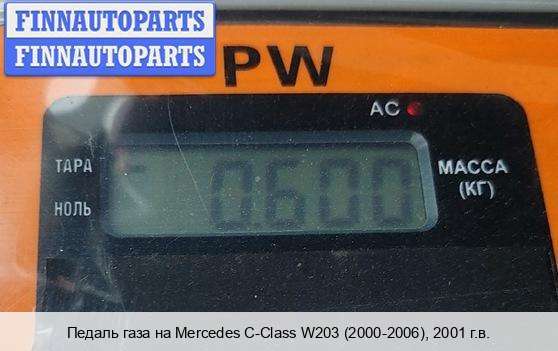 FINNAUTOPARTS
FINNAUTOPARTS
PW
AC
ТАРА
0.600
МАССА
(КГ)
НОЛЬ
Педаль газа на Mercedes C-Class W203 (2000-2006), 2001 г.в.